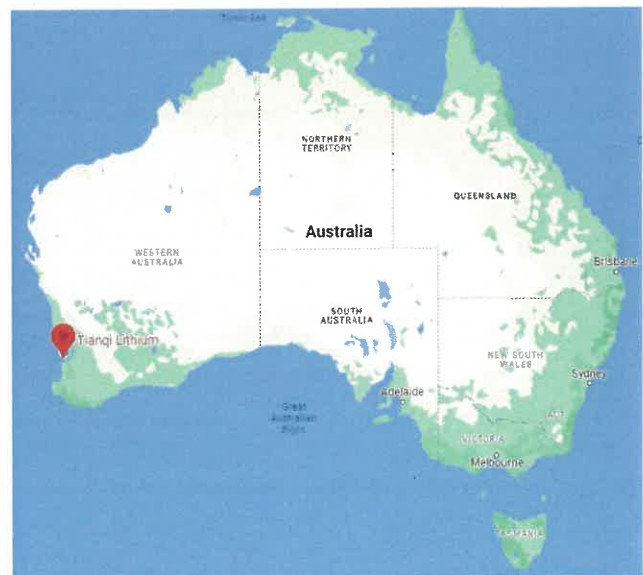 Timor Sea
NORTHERN
TERRITORY
QUEENSLAND
Australia
WESTERN
AUSTRALIA
Brisbane
SOUTH
AUSTRALIA
Tianqi Lithium
NEW SOUTH
WALES
Sydney
Adelaide
Great
Australian
Bight
ACT
VICTORIA
Melbourne
TASMANIA